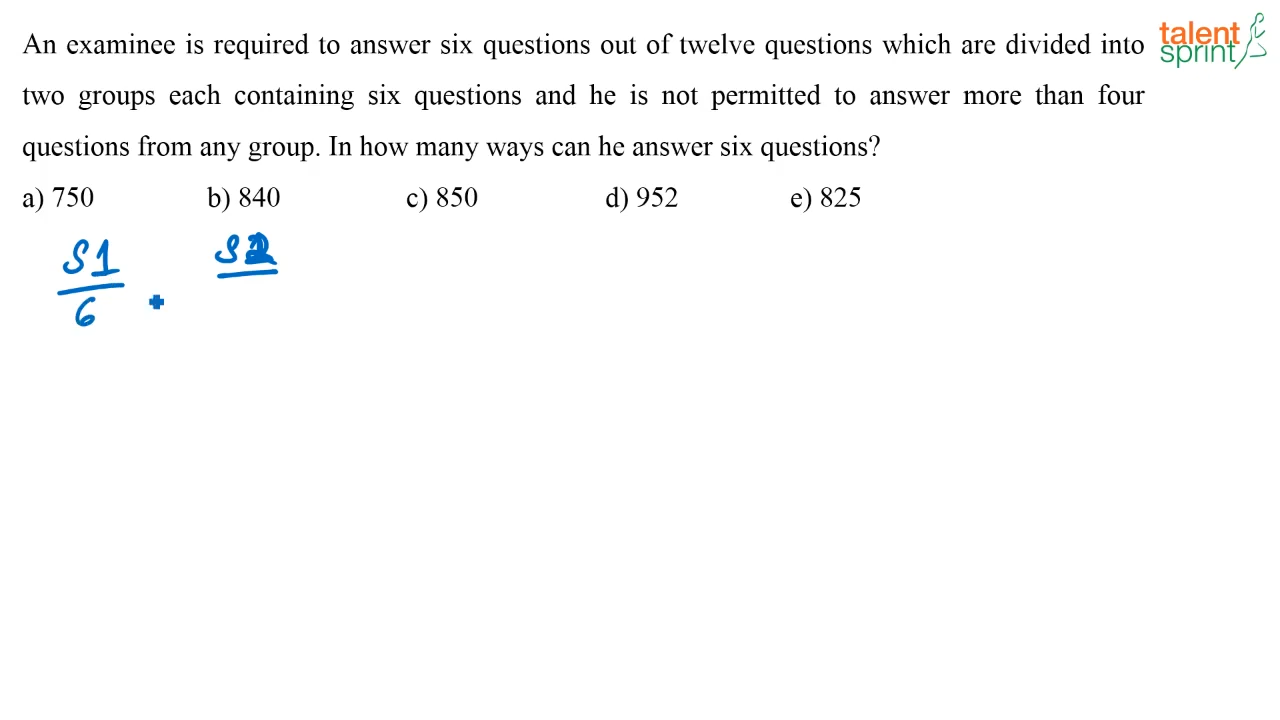 An examinee is required to answer six questions out of twelve questions which are divided into
talent
sprint
two groups each containing six questions and he is not permitted to answer more than four
questions from any group. In how many ways can he answer six questions?
a) 750 b) 840 c) 850 d) 952 e) 825
S1 S2
6